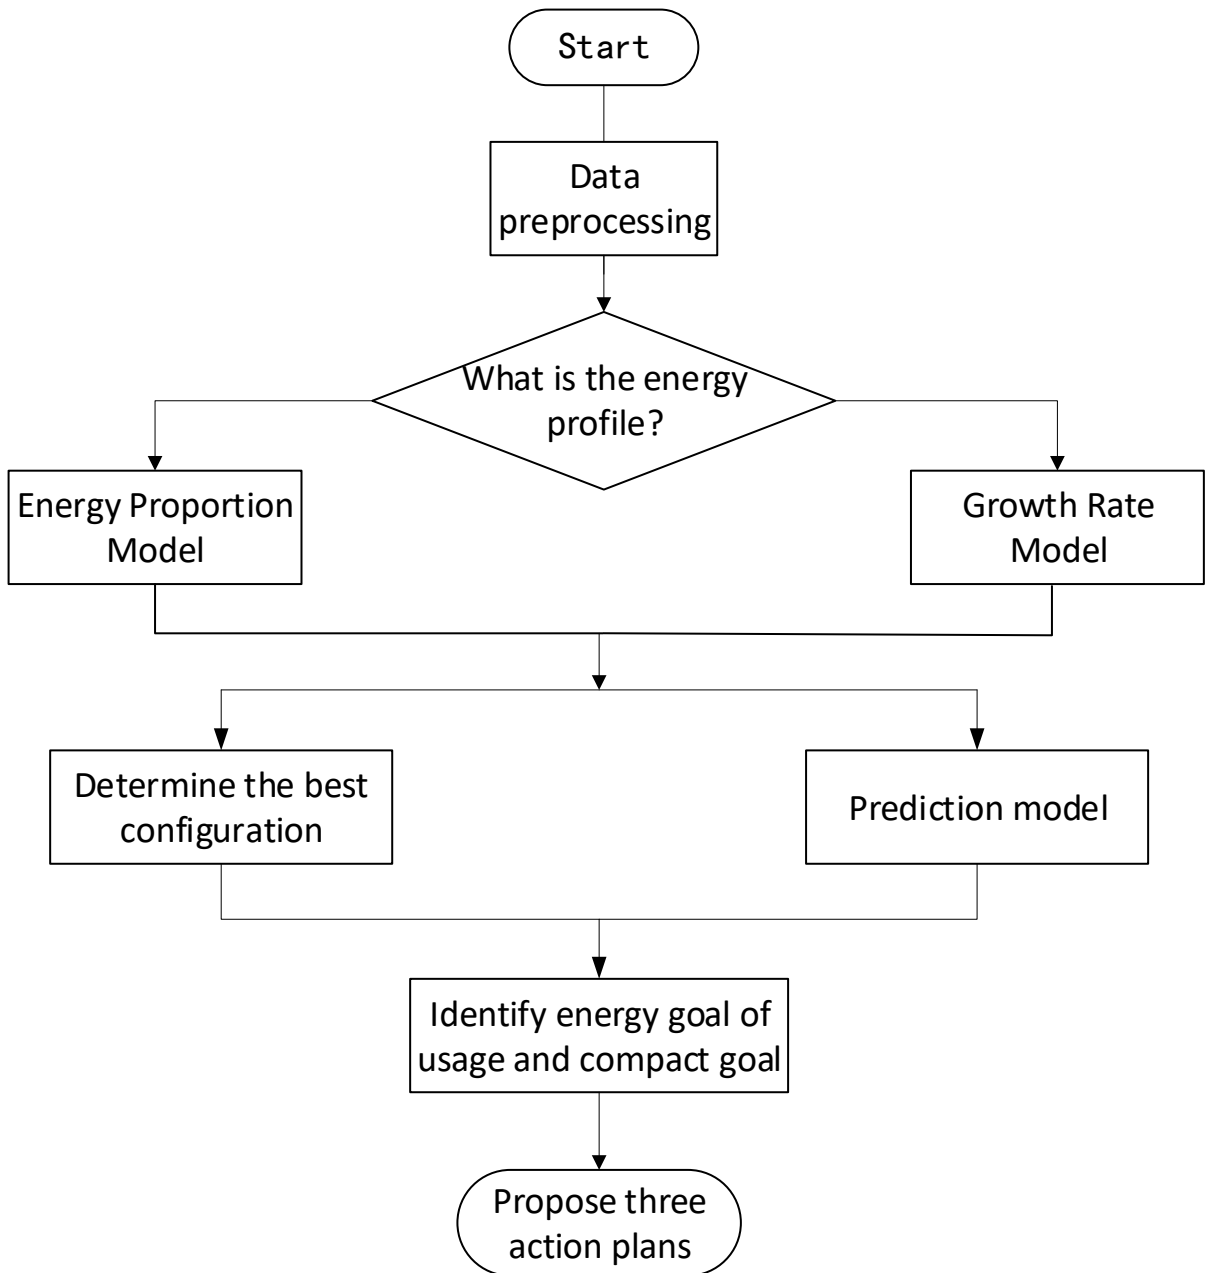 Start
Data
preprocessing
What is the energy
profile?
Energy Proportion
Model
Growth Rate
Model
Determine the best
configuration
Prediction model
Identify energy goal of
usage and compact goal
Propose three
action plans